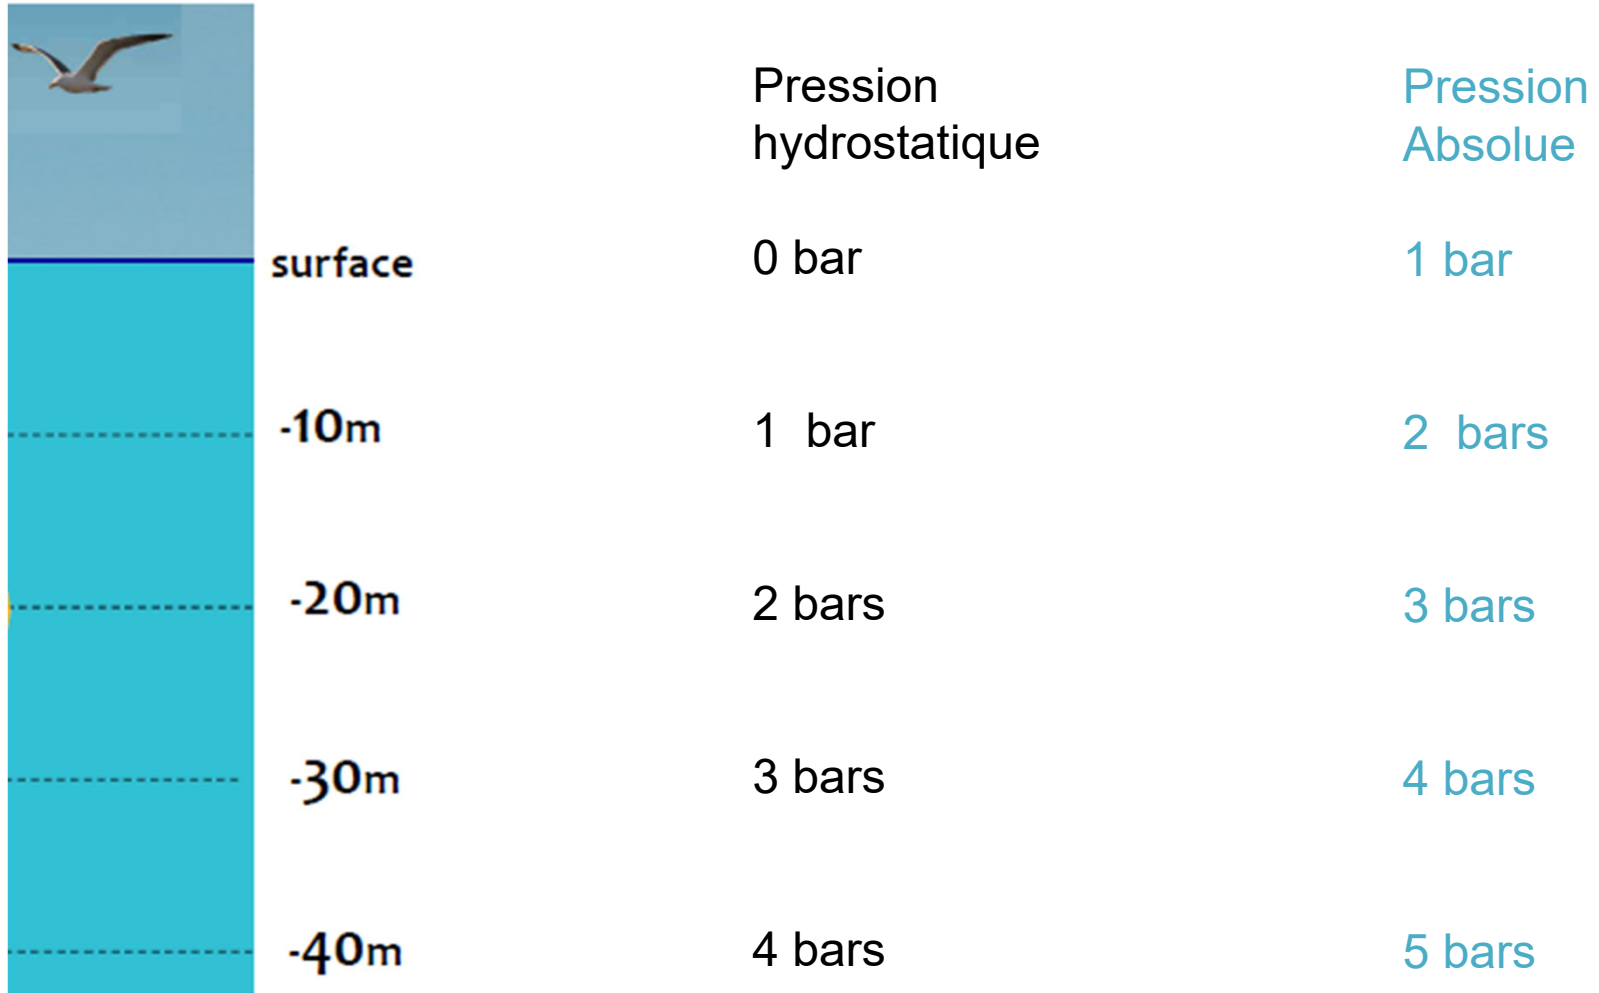 Pression
hydrostatique
Pression
Absolue
surface
0 bar
1 bar
-10m
1  bar
2  bars
-20m
2 bars
3 bars
-30m
3 bars
4 bars
-40m
4 bars
5 bars